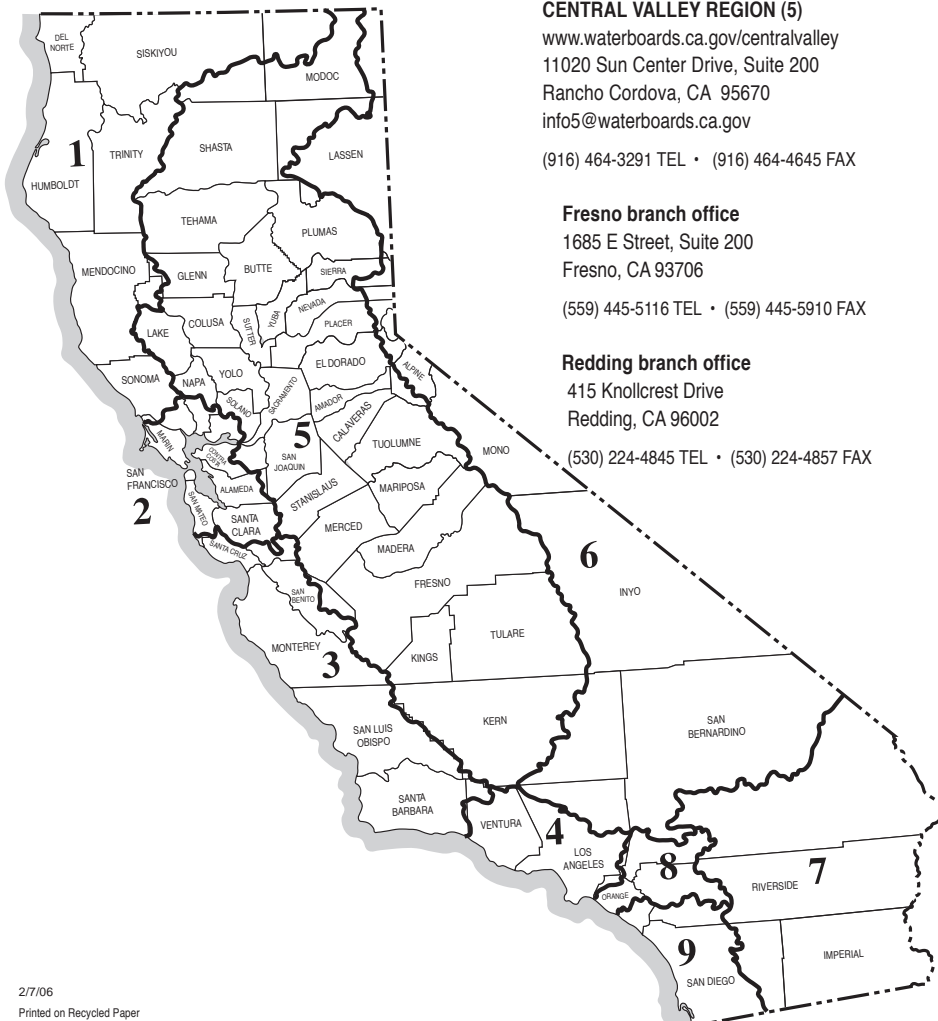 CENTRAL VALLEY REGION (5)
www.waterboards.ca.gov/centralvalley
11020 Sun Center Drive, Suite 200
Rancho Cordova, CA 95670
info5@waterboards.ca.gov
(916) 464-3291 TEL • (916) 464-4645 FAX
Fresno branch office
1685 E Street, Suite 200
Fresno, CA 93706
(559) 445-5116 TEL • (559) 445-5910 FAX
Redding branch office
415 Knollcrest Drive
Redding, CA 96002
(530) 224-4845 TEL • (530) 224-4857 FAX
DEL
NORTE
SISKIYOU
MODOC
1
TRINITY
SHASTA
LASSEN
HUMBOLDT
TEHAMA
PLUMAS
MENDOCINO
GLENN
BUTTE
SIERRA
LAKE
COLUSA
SUTTER
YUBA
NEVADA
PLACER
SONOMA
NAPA
YOLO
SOLANO
SACRAMENTO
EL DORADO
ALPINE
AMADOR
CALAVERAS
5
MARIN
CONTRA
COSTA
SAN
JOAQUIN
TUOLUMNE
MONO
SAN
FRANCISCO
2
ALAMEDA
SAN MATEO
SANTA
CLARA
STANISLAUS
MARIPOSA
MERCED
SANTA CRUZ
MADERA
6
FRESNO
INYO
SAN
BENITO
MONTEREY
3
KINGS
TULARE
SAN LUIS
OBISPO
KERN
SAN
BERNARDINO
SANTA
BARBARA
VENTURA
4
LOS
ANGELES
8
7
RIVERSIDE
ORANGE
9
SAN DIEGO
IMPERIAL
2/7/06
Printed on Recycled Paper